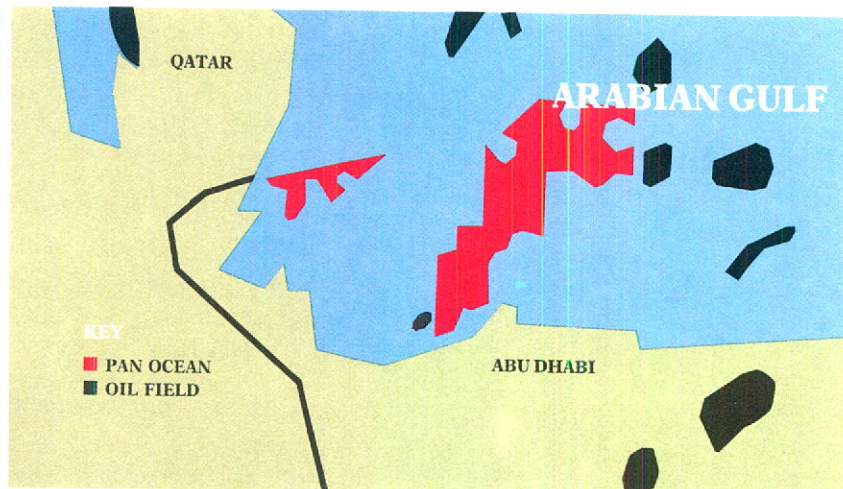 QATAR
ARABIAN GULF
KEY
PAN OCEAN
OIL FIELD
ABU DHABI